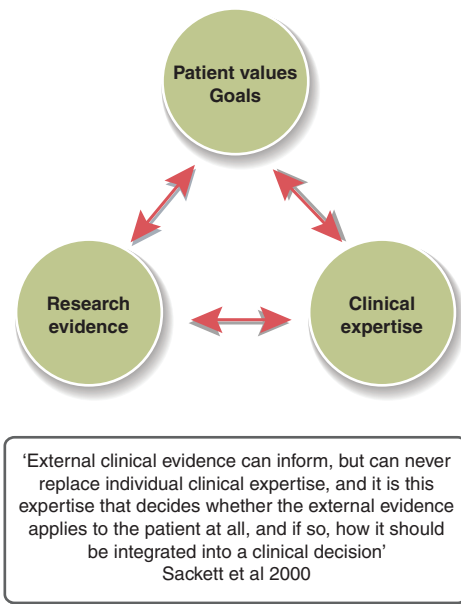 Patient values
Goals
Research
evidence
Clinical
expertise
‘External clinical evidence can inform, but can never
replace individual clinical expertise, and it is this
expertise that decides whether the external evidence
applies to the patient at all, and if so, how it should
be integrated into a clinical decision’
Sackett et al 2000